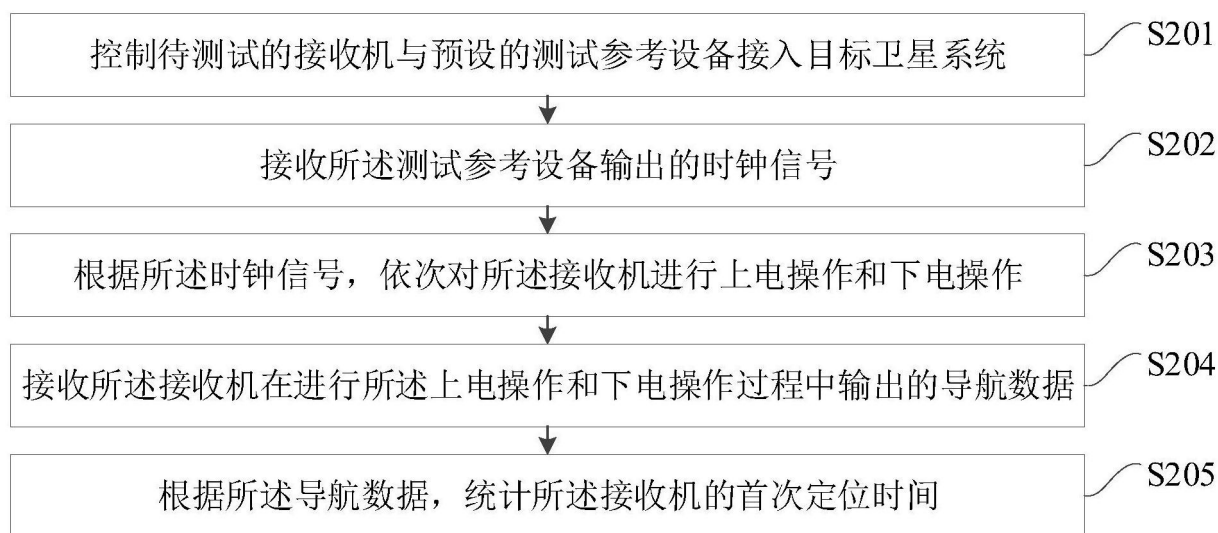 控制待测试的接收机与预设的测试参考设备接入目标卫星系统
S201
接收所述测试参考设备输出的时钟信号
S202
根据所述时钟信号，依次对所述接收机进行上电操作和下电操作
S203
接收所述接收机在进行所述上电操作和下电操作过程中输出的导航数据
S204
根据所述导航数据，统计所述接收机的首次定位时间
S205